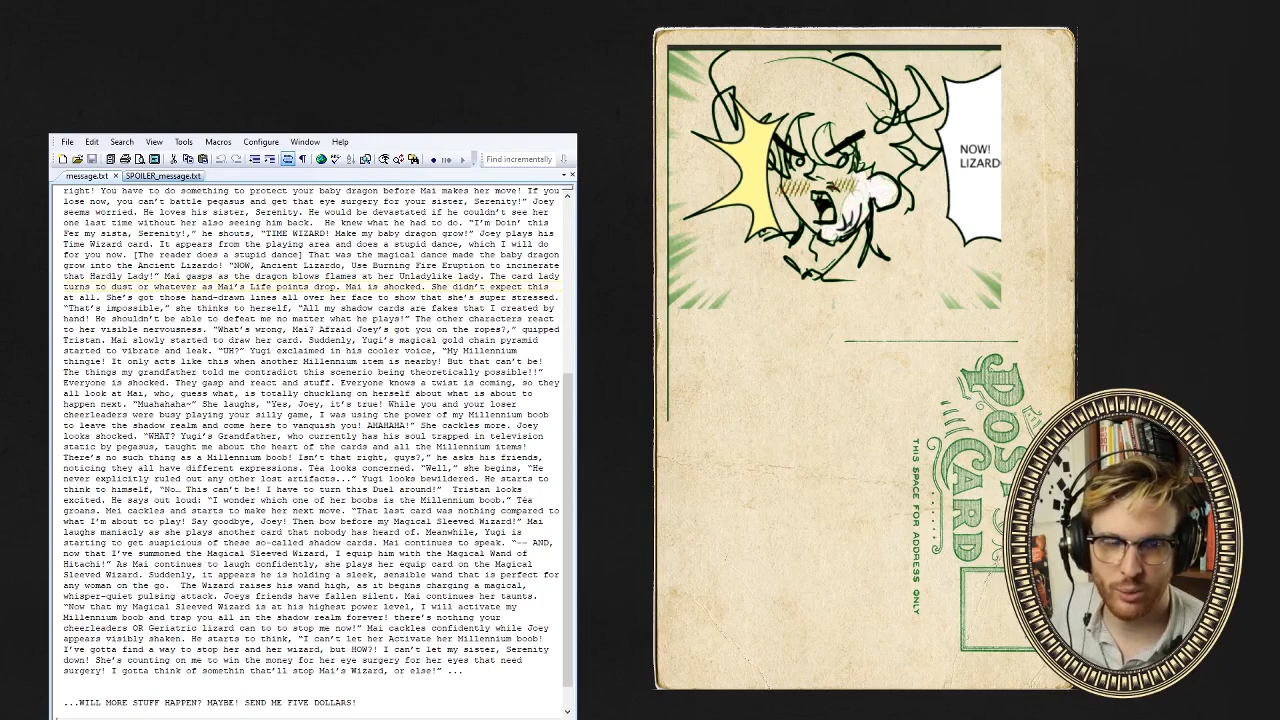 File Edit Search View Tools Macros Configure Window Help
Find incrementally
message.txt SPOILER_message.txt
right! You have to do something to protect your baby dragon before Mai makes her move! If you
lose now, you can't battle pegasus and get that eye surgery for your sister, Serenity!" Joey
seems worried. He loves his sister, Serenity. He would be devastated if he couldn't see her
one last time without her also seeing him back. He knew what he had to do. "I'm Doin' this
Fer my sista, Serenity!," he shouts, "TIME WIZARD! Make my baby dragon grow!" Joey plays his
Time Wizard card. It appears from the playing area and does a stupid dance, which I will do
for you now. [The reader does a stupid dance] That was the magical dance made the baby dragon
grow into the Ancient Lizardo! "NOW, Ancient Lizardo, Use Burning Fire Eruption to incinerate
that Hardly Lady!" Mai gasps as the dragon blows flames at her Unladylike lady. The card lady
turns to dust or whatever as Mai's Life points drop. Mai is shocked. She didn't expect this
at all. She's got those hand-drawn lines all over her face to show that she's super stressed.
"That's impossible," she thinks to herself, "All my shadow cards are fakes that I created by
hand! He shouldn't be able to defeat me no matter what he plays!" The other characters react
to her visible nervousness. "What's wrong, Mai? Afraid Joey's got you on the ropes?," quipped
Tristan. Mai slowly started to draw her card. Suddenly, Yugi's magical gold chain pyramid
started to vibrate and leak. "UH?" Yugi exclaimed in his cooler voice, "My Millennium
thingie! It only acts like this when another Millennium item is nearby! But that can't be!
The things my grandfather told me contradict this scenerio being theoretically possible!!"
Everyone is shocked. They gasp and react and stuff. Everyone knows a twist is coming, so they
all look at Mai, who, guess what, is totally chuckling on herself about what is about to
happen next. "Muahahaha~" She laughs, "Yes, Joey, it's true! While you and your loser
cheerleaders were busy playing your silly game, I was using the power of my Millennium boob
to leave the shadow realm and come here to vanquish you! AHAHAHA!" She cackles more. Joey
looks shocked. "WHAT? Yugi's Grandfather, who currently has his soul trapped in television
static by pegasus, taught me about the heart of the cards and all the Millennium items!
There's no such thing as a Millennium boob! Isn't that right, guys?," he asks his friends,
noticing they all have different expressions. Téa looks concerned. "Well," she begins, "He
never explicitly ruled out any other lost artifacts..." Yugi looks bewildered. He starts to
think to himself, "No… This can't be! I have to turn this Duel around!" Tristan looks
excited. He says out loud: "I wonder which one of her boobs is the Millennium boob." Téa
groans. Mei cackles and starts to make her next move. "That last card was nothing compared to
what I'm about to play! Say goodbye, Joey! Then bow before my Magical Sleeved Wizard!" Mai
laughs maniacly as she plays another card that nobody has heard of. Meanwhile, Yugi is
starting to get suspicious of these so-called shadow cards. Mai continues to speak. "-- AND,
now that I've summoned the Magical Sleeved Wizard, I equip him with the Magical Wand of
Hitachi!" As Mai continues to laugh confidently, she plays her equip card on the Magical
Sleeved Wizard. Suddenly, it appears he is holding a sleek, sensible wand that is perfect for
any woman on the go. The Wizard raises his wand high, as it begins charging a magical,
whisper-quiet pulsing attack. Joeys friends have fallen silent. Mai continues her taunts.
"Now that my Magical Sleeved Wizard is at his highest power level, I will activate my
Millennium boob and trap you all in the shadow realm forever! there's nothing your
cheerleaders OR Geriatric lizard can to to stop me now!" Mai cackles confidently while Joey
appears visibly shaken. He starts to think, "I can't let her Activate her Millennium boob!
I've gotta find a way to stop her and her wizard, but HOW?! I can't let my sister, Serenity
down! She's counting on me to win the money for her eye surgery for her eyes that need
surgery! I gotta think of somethin that'll stop Mai's Wizard, or else!" ...
...WILL MORE STUFF HAPPEN? MAYBE! SEND ME FIVE DOLLARS!
NOW!
LIZARD
POST
CARD
THIS SPACE FOR ADDRESS ONLY